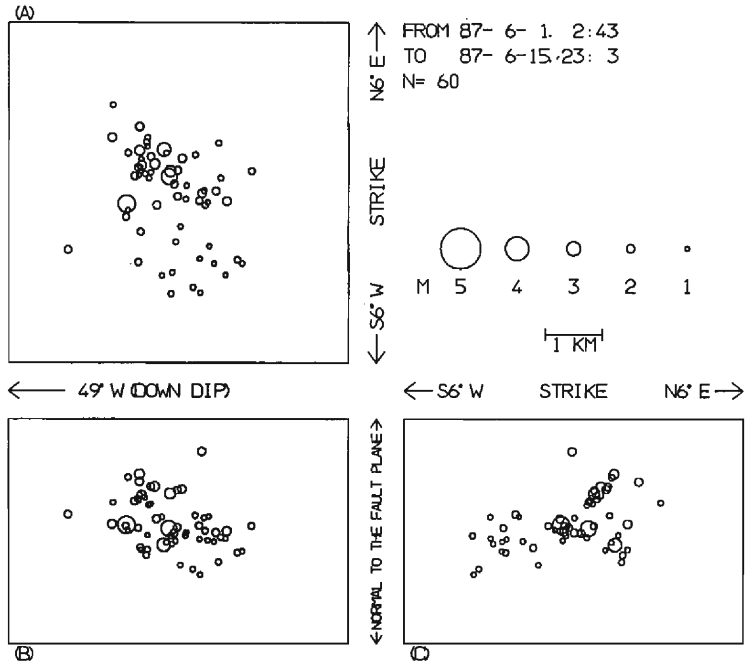 (A)
FROM 87- 6- 1. 2:43
TO 87- 6-15. 23: 3
N= 60
N6° E
STRIKE
S6° W
M 5 4 3 2 1
1 KM
49° W (DOWN DIP)
S6° W STRIKE N6° E
NORMAL TO THE FAULT PLANE
(B)
(C)